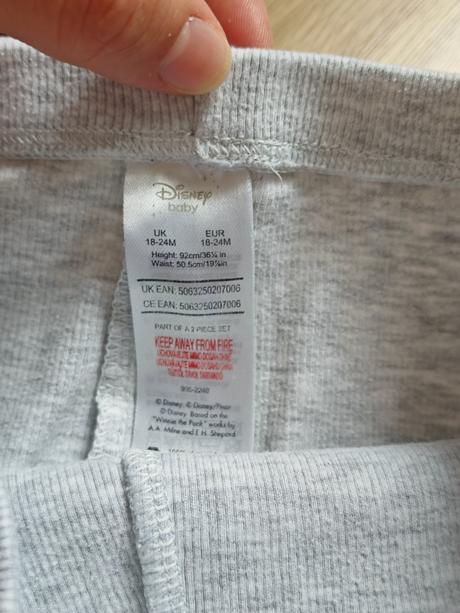 Disney
baby
UK EUR
18-24M 18-24M
Height: 92cm/36¼ in
Waist: 50.5cm/19¾in
UK EAN: 5063250207006
CE EAN: 5063250207006
PART OF A 2 PIECE SET
KEEP AWAY FROM FIRE
© Disney. © Disney/Pixar
© Disney. Based on the
"Winnie the Pooh" works by
A.A. Milne and E.H. Shepard